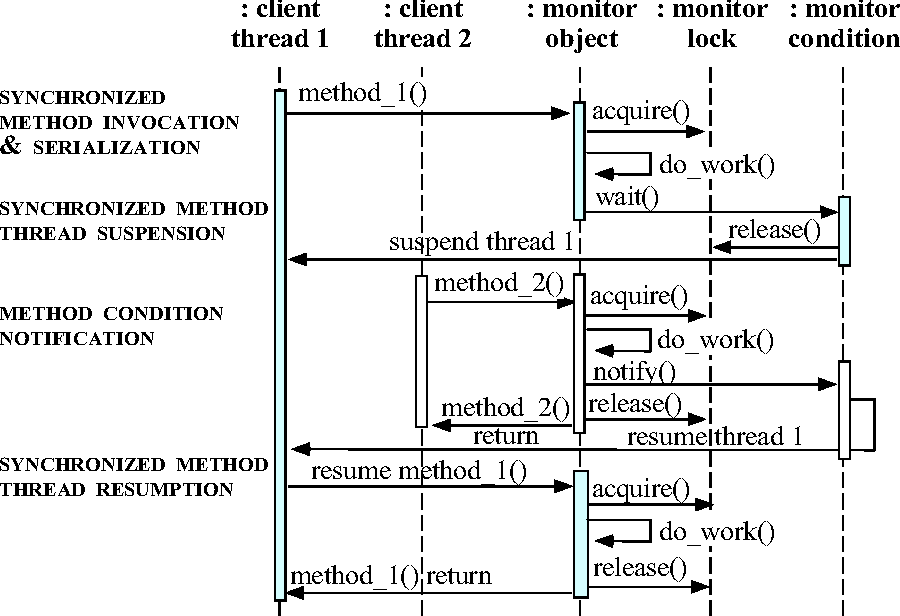 : client : client : monitor : monitor : monitor
thread 1 thread 2 object lock condition
method_1()
SYNCHRONIZED
METHOD INVOCATION
& SERIALIZATION
acquire()
do_work()
wait()
SYNCHRONIZED METHOD
THREAD SUSPENSION
release()
suspend thread 1
method_2()
acquire()
METHOD CONDITION
NOTIFICATION
do_work()
notify()
method_2()
release()
return
resume thread 1
SYNCHRONIZED METHOD
THREAD RESUMPTION
resume method_1()
acquire()
do_work()
release()
method_1() return